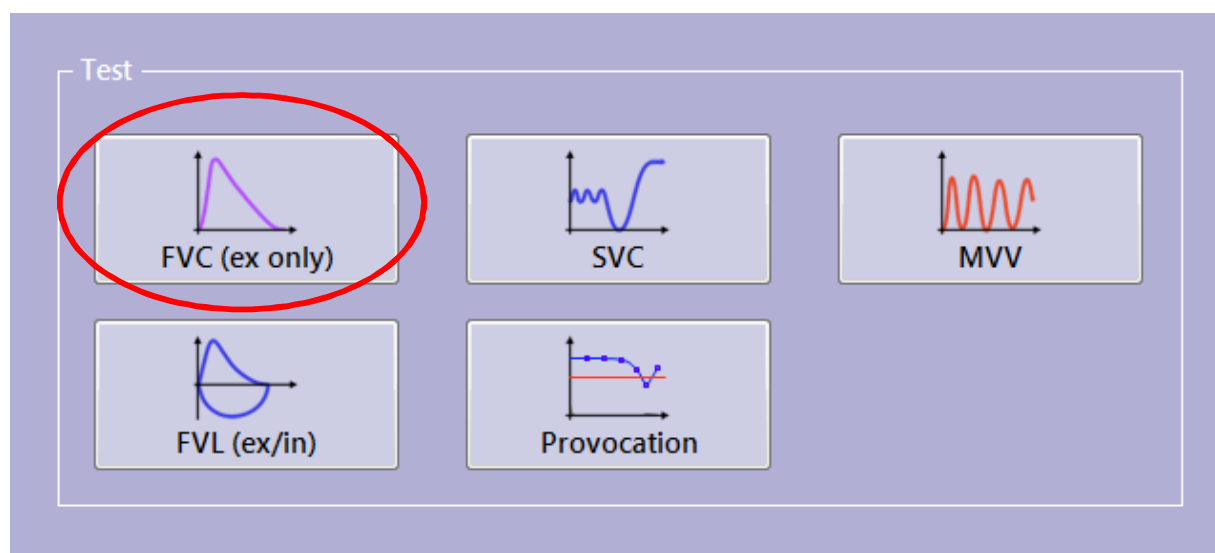 Test
FVC (ex only)
SVC
MVV
FVL (ex/in)
Provocation